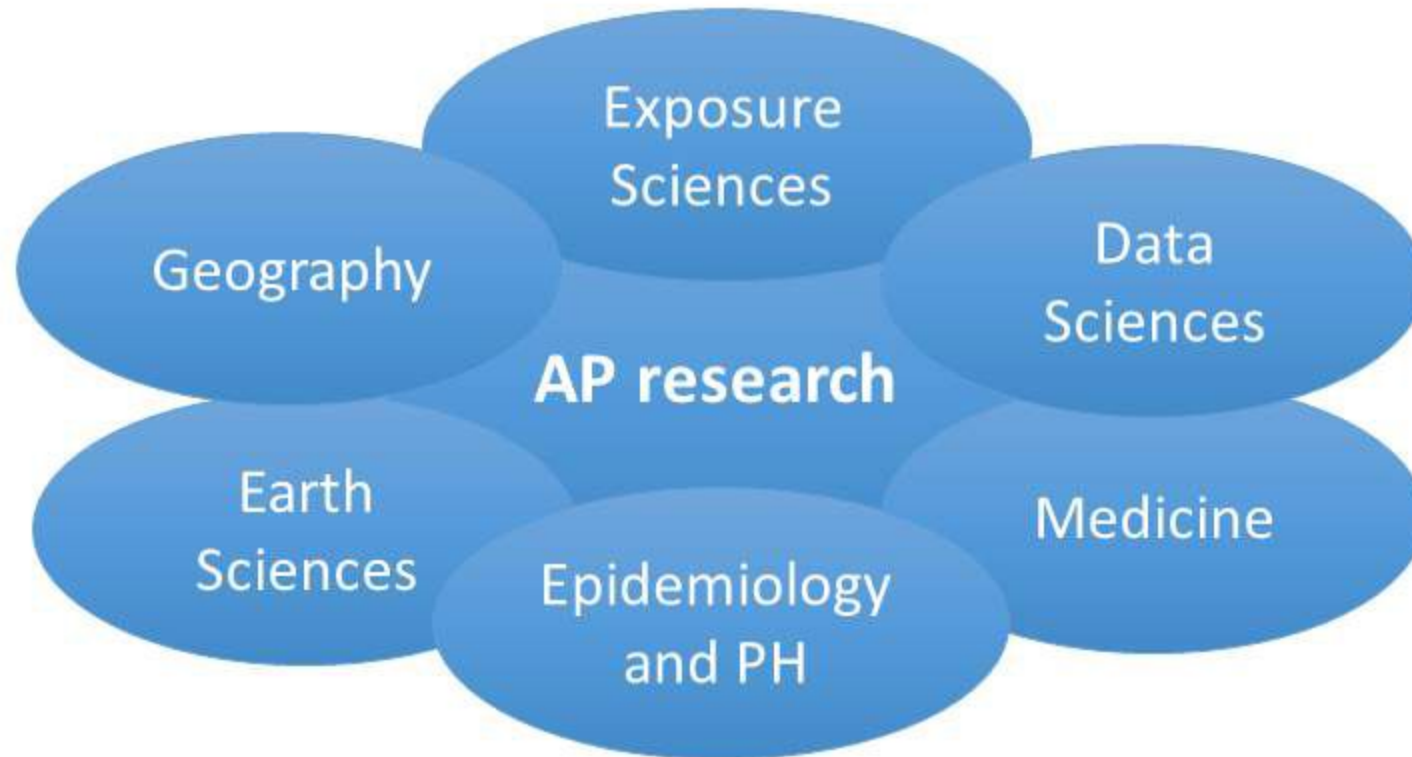 Exposure
Sciences
Geography
Data
Sciences
AP research
Earth
Sciences
Medicine
Epidemiology
and PH